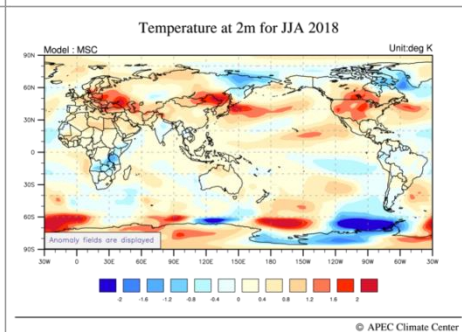 Temperature at 2m for JJA 2018
Model : MSC
Unit:deg K
90N
60N
30N
0
30S
60S
90S
Anomaly fields are displayed
30W 0 30E 60E 90E 120E 150E 180 150W 120W 90W 60W 30W
-2 -1.6 -1.2 -0.8 -0.4 0 0.4 0.8 1.2 1.6 2
© APEC Climate Center